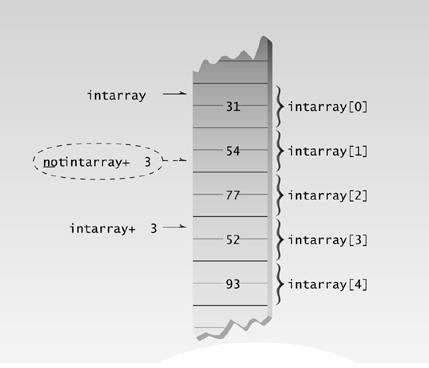 intarray
31 intarray[0]
54 intarray[1]
notintarray+ 3
77 intarray[2]
intarray+ 3
52 intarray[3]
93 intarray[4]